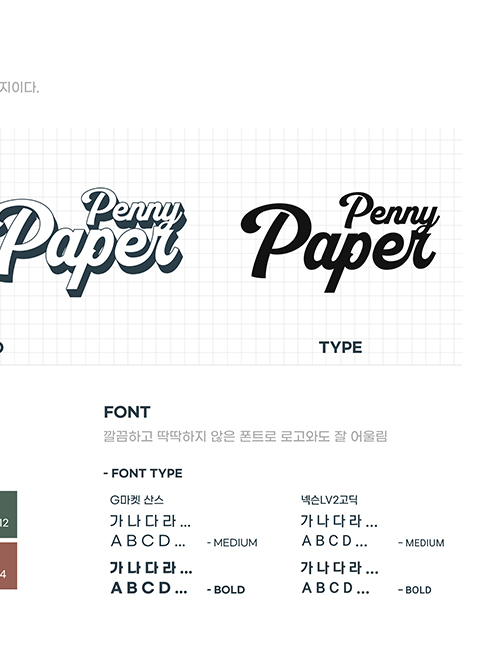 지이다.
Penny
Paper
Penny
Paper
TYPE
FONT
깔끔하고 딱딱하지 않은 폰트로 로고와도 잘 어울림
- FONT TYPE
G마켓 산스
가 나 다 라 ...
A B C D ... - MEDIUM
가 나 다 라 ...
A B C D ... - BOLD
넥슨LV2고딕
가 나 다 라 ...
A B C D ... - MEDIUM
가 나 다 라 ...
A B C D ... - BOLD
12
4